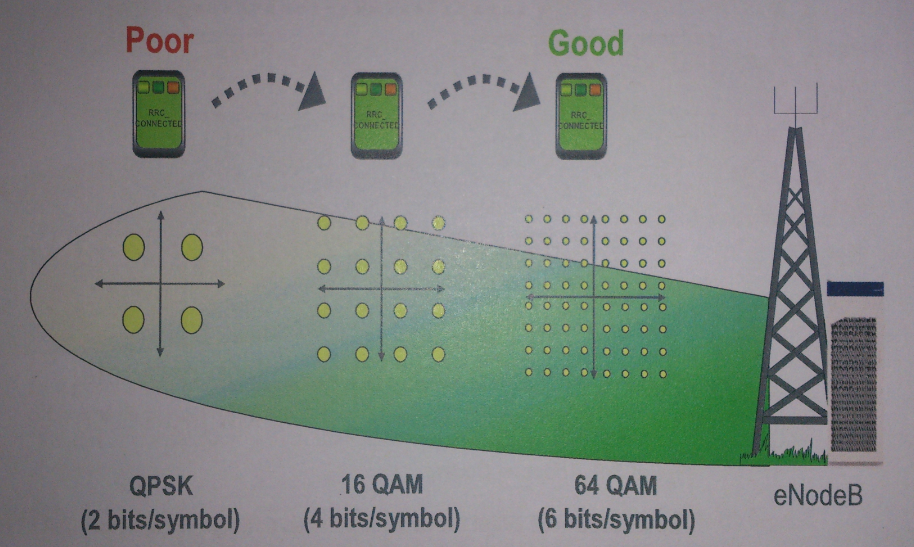 Poor
Good
RRC_
CONNECTED
RRC_
CONNECTED
RRC_
CONNECTED
QPSK
(2 bits/symbol)
16 QAM
(4 bits/symbol)
64 QAM
(6 bits/symbol)
eNodeB